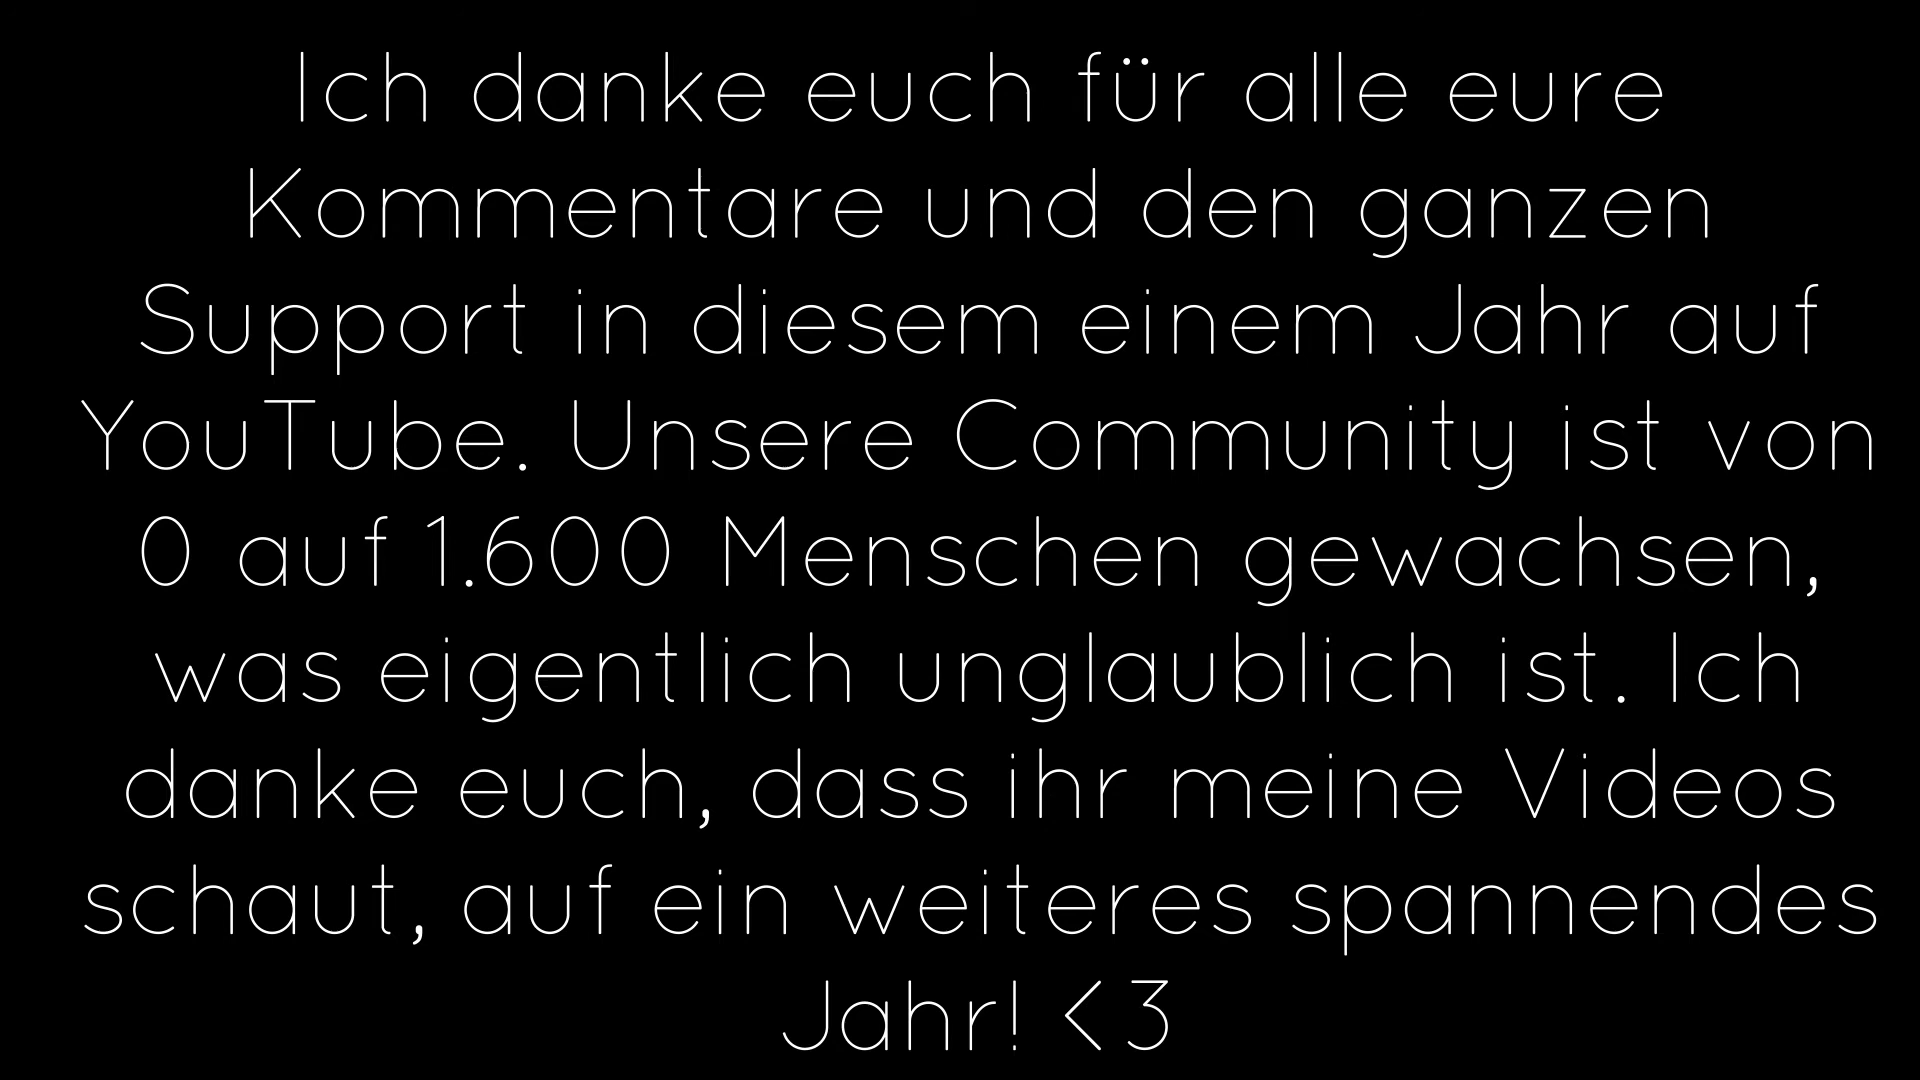 Ich danke euch für alle eure
Kommentare und den ganzen
Support in diesem einem Jahr auf
YouTube. Unsere Community ist von
0 auf 1.600 Menschen gewachsen,
was eigentlich unglaublich ist. Ich
danke euch, dass ihr meine Videos
schaut, auf ein weiteres spannendes
Jahr! <3